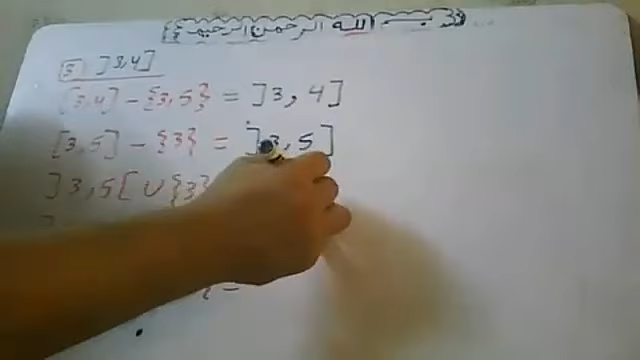 بسم الله الرحمن الرحيم
5 ]3,4]
[3,4] - {3,5} = ]3,4]
[3,5] - {3} = ]3,5]
]3,5[ ∪ {3}